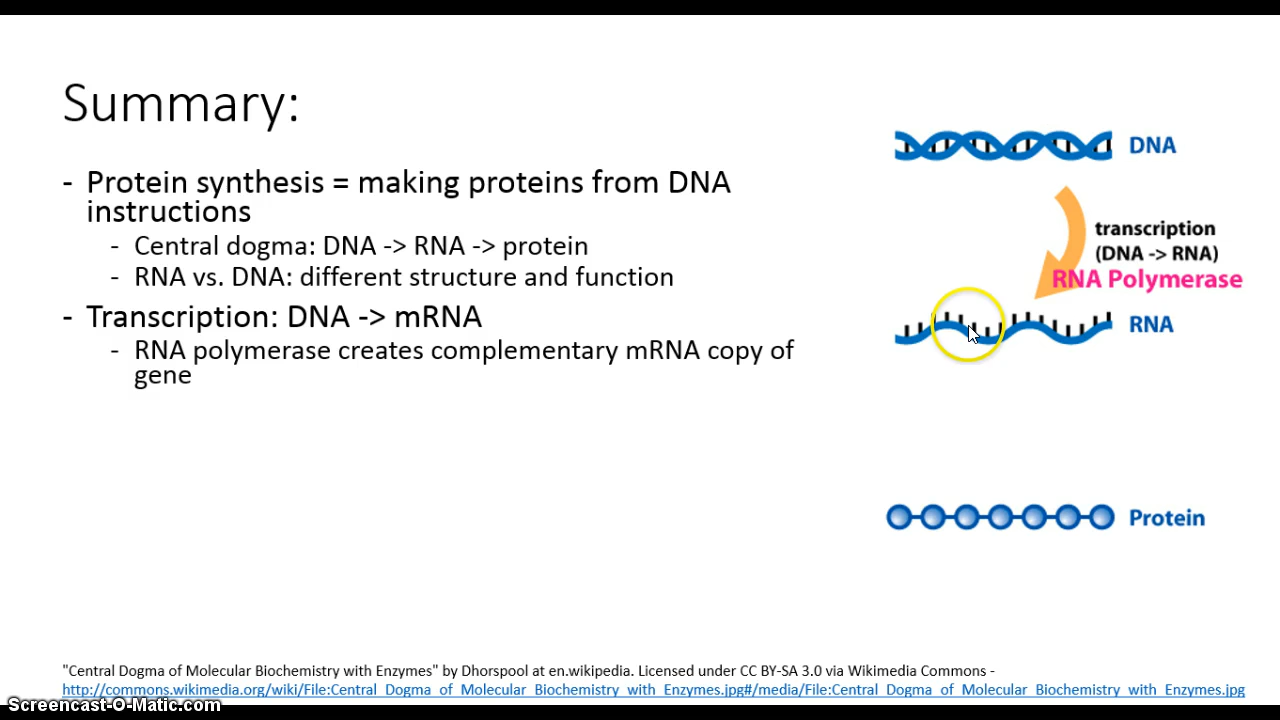 Summary:
- Protein synthesis = making proteins from DNA
instructions
- Central dogma: DNA -> RNA -> protein
- RNA vs. DNA: different structure and function
- Transcription: DNA -> mRNA
- RNA polymerase creates complementary mRNA copy of
gene
DNA
transcription
(DNA -> RNA)
RNA Polymerase
RNA
Protein
"Central Dogma of Molecular Biochemistry with Enzymes" by Dhorspool at en.wikipedia. Licensed under CC BY-SA 3.0 via Wikimedia Commons -
http://commons.wikimedia.org/wiki/File:Central_Dogma_of_Molecular_Biochemistry_with_Enzymes.jpg#/media/File:Central_Dogma_of_Molecular_Biochemistry_with_Enzymes.jpg
Screencast-O-Matic.com